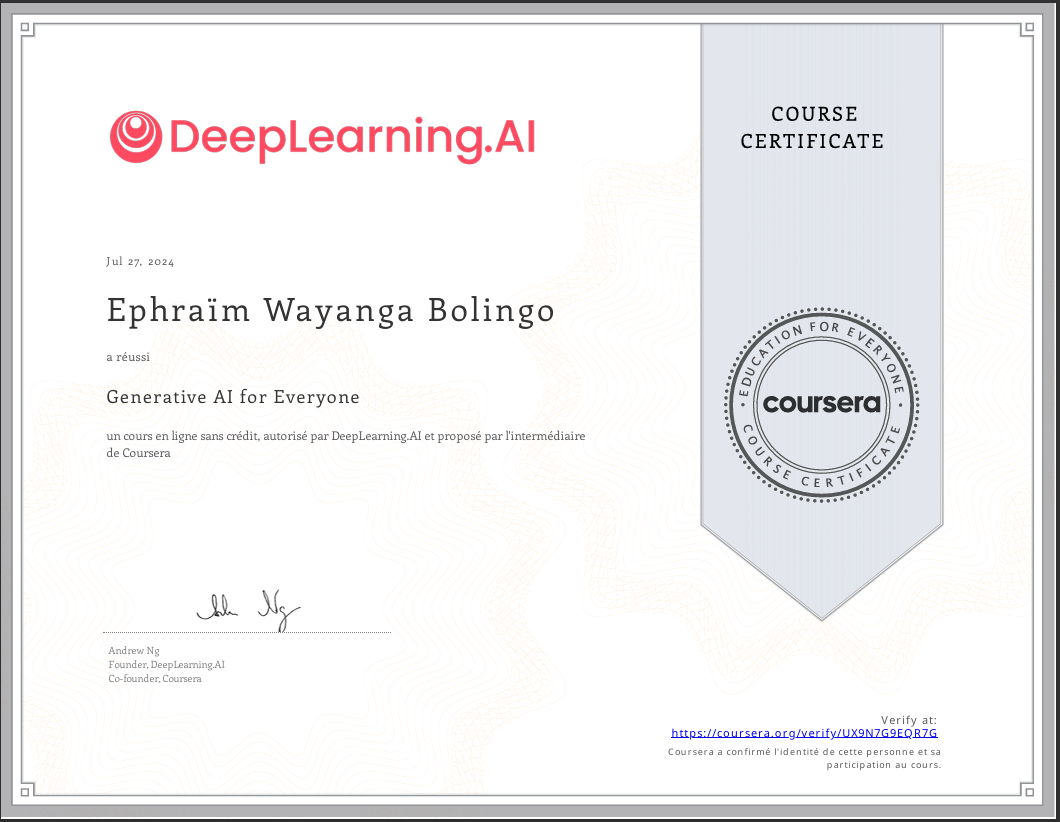 DeepLearning.AI
COURSE
CERTIFICATE
Jul 27, 2024
Ephraïm Wayanga Bolingo
a réussi
Generative AI for Everyone
un cours en ligne sans crédit, autorisé par DeepLearning.AI et proposé par l'intermédiaire
de Coursera
EDUCATION FOR EVERYONE
coursera
COURSE CERTIFICATE
Andrew Ng
Founder, DeepLearning.AI
Co-founder, Coursera
Verify at:
https://coursera.org/verify/UX9N7G9EQR7G
Coursera a confirmé l'identité de cette personne et sa
participation au cours.